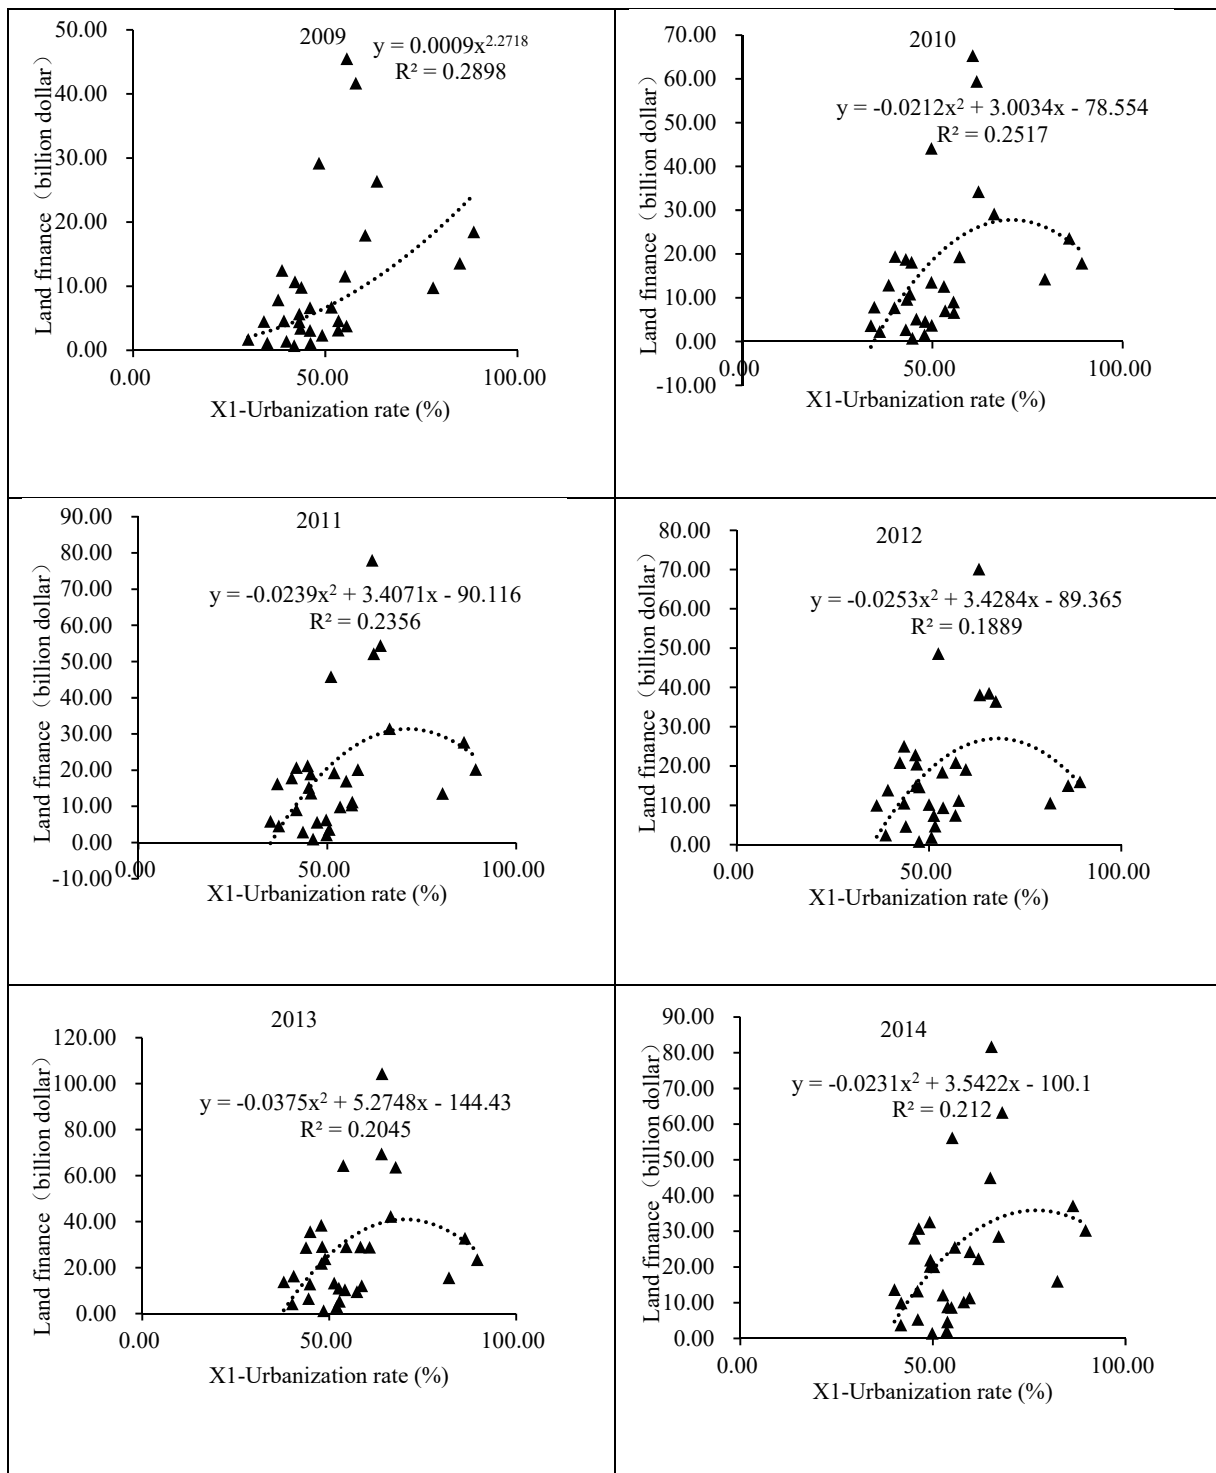 2009
y = 0.0009x^2.2718
R² = 0.2898
Land finance（billion dollar）
50.00
40.00
30.00
20.00
10.00
0.00
0.00 50.00 100.00
X1-Urbanization rate (%)
2010
y = -0.0212x² + 3.0034x - 78.554
R² = 0.2517
Land finance（billion dollar）
70.00
60.00
50.00
40.00
30.00
20.00
10.00
0.00
-10.00
0.00 50.00 100.00
X1-Urbanization rate (%)
2011
y = -0.0239x² + 3.4071x - 90.116
R² = 0.2356
Land finance（billion dollar）
90.00
80.00
70.00
60.00
50.00
40.00
30.00
20.00
10.00
0.00
-10.00
0.00 50.00 100.00
X1-Urbanization rate (%)
2012
y = -0.0253x² + 3.4284x - 89.365
R² = 0.1889
Land finance（billion dollar）
80.00
70.00
60.00
50.00
40.00
30.00
20.00
10.00
0.00
0.00 50.00 100.00
X1-Urbanization rate (%)
2013
y = -0.0375x² + 5.2748x - 144.43
R² = 0.2045
Land finance（billion dollar）
120.00
100.00
80.00
60.00
40.00
20.00
0.00
0.00 50.00 100.00
X1-Urbanization rate (%)
2014
y = -0.0231x² + 3.5422x - 100.1
R² = 0.212
Land finance（billion dollar）
90.00
80.00
70.00
60.00
50.00
40.00
30.00
20.00
10.00
0.00
0.00 50.00 100.00
X1-Urbanization rate (%)